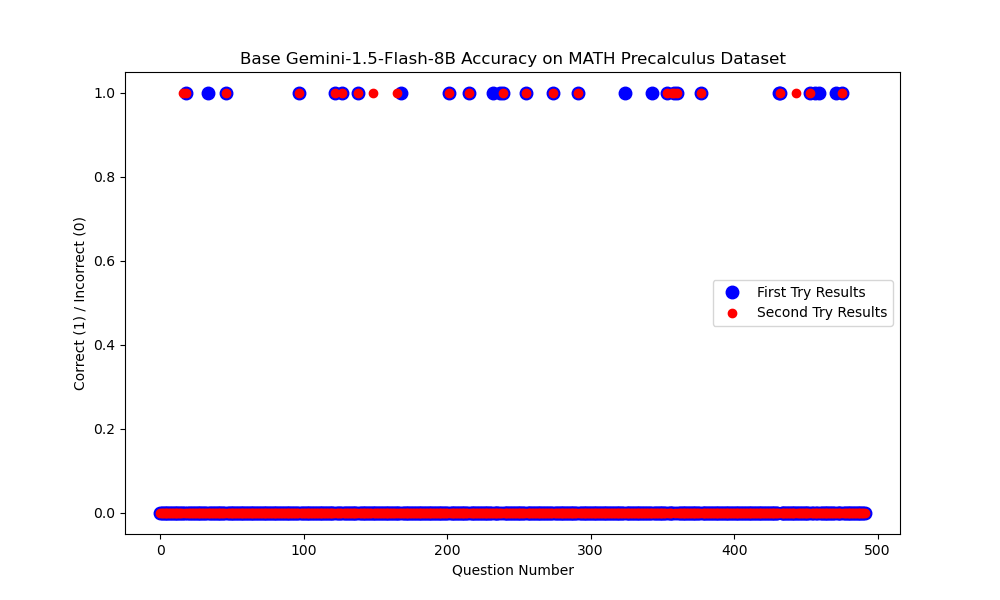 Base Gemini-1.5-Flash-8B Accuracy on MATH Precalculus Dataset
1.0
0.8
0.6
0.4
0.2
0.0
Correct (1) / Incorrect (0)
First Try Results
Second Try Results
0 100 200 300 400 500
Question Number